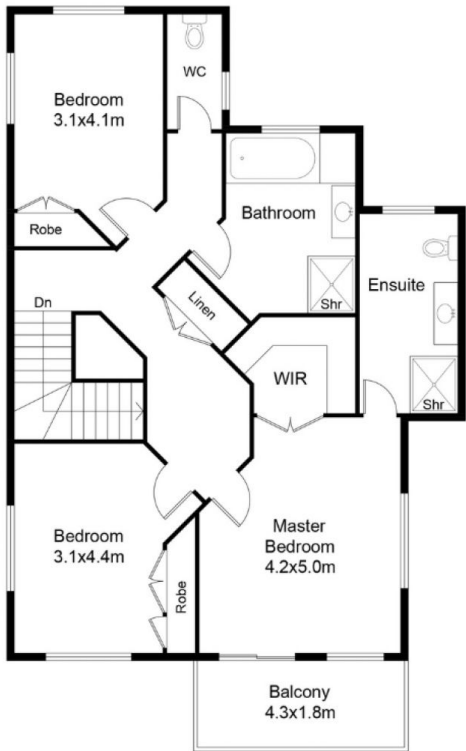 WC
Bedroom
3.1x4.1m
Bathroom
Robe
Shr
Ensuite
Dn
Linen
WIR
Shr
Bedroom
3.1x4.4m
Robe
Master
Bedroom
4.2x5.0m
Balcony
4.3x1.8m